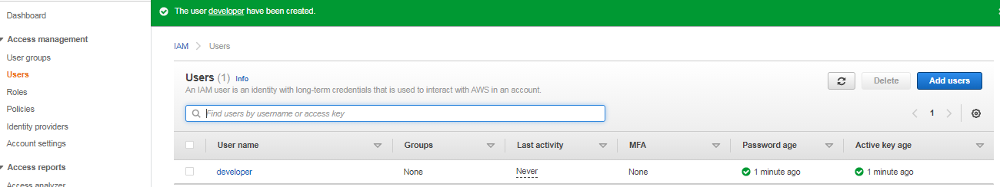 Dashboard
The user developer have been created.
Access management
User groups
Users
Roles
Policies
Identity providers
Account settings
Access reports
Access analyzer
IAM > Users
Users (1) Info
An IAM user is an identity with long-term credentials that is used to interact with AWS in an account.
Delete
Add users
Find users by username or access key
1
User name Groups Last activity MFA Password age Active key age
developer None Never None 1 minute ago 1 minute ago